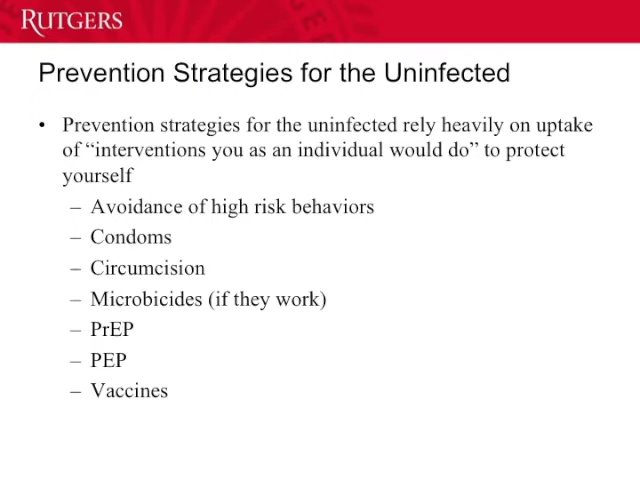 RUTGERS
Prevention Strategies for the Uninfected
• Prevention strategies for the uninfected rely heavily on uptake
of “interventions you as an individual would do” to protect
yourself
– Avoidance of high risk behaviors
– Condoms
– Circumcision
– Microbicides (if they work)
– PrEP
– PEP
– Vaccines